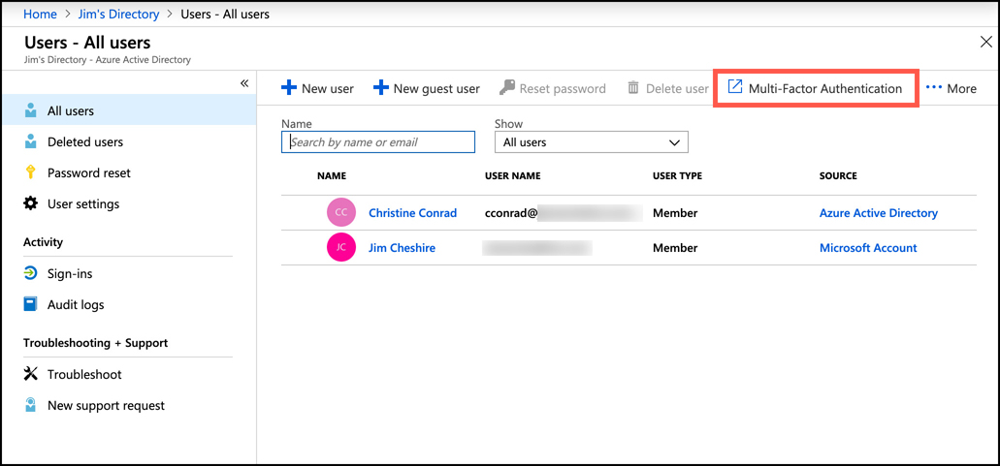 Home > Jim's Directory > Users - All users
Users - All users
Jim's Directory - Azure Active Directory
All users
Deleted users
Password reset
User settings
Activity
Sign-ins
Audit logs
Troubleshooting + Support
Troubleshoot
New support request
New user New guest user Reset password Delete user Multi-Factor Authentication More
Name Show
Search by name or email All users
NAME USER NAME USER TYPE SOURCE
CC Christine Conrad cconrad@ Member Azure Active Directory
JC Jim Cheshire Member Microsoft Account